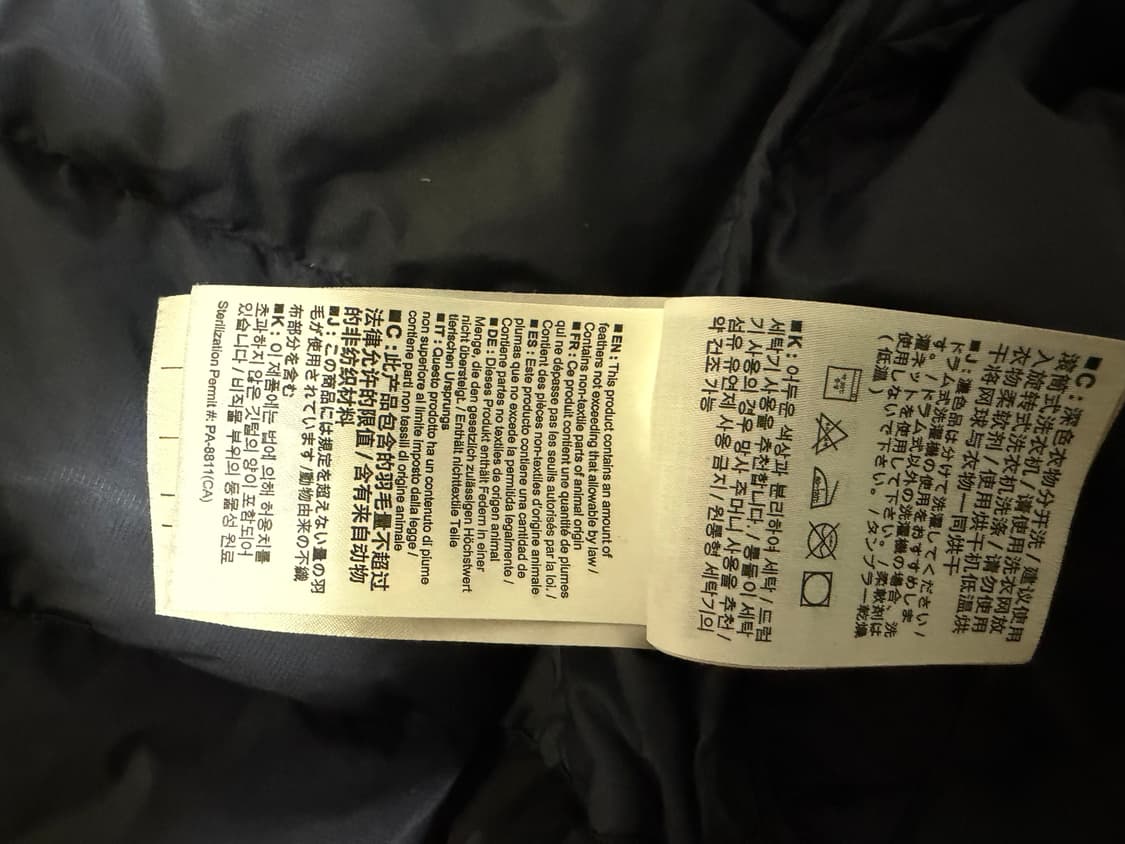 ■C : 深色衣物分开洗 / 建议使用
滚筒式洗衣机 / 请使用洗衣网放
入旋转式洗衣机洗涤 / 请勿使用
衣物柔软剂 / 使用烘干机低温烘
干将网球与衣物一同烘干
■J : 濃色品は分けて洗濯してください /
ドラム式洗濯機の使用をおすすめしま
す。/ ドラム式以外の洗濯機の場合、洗
濯ネットを使用して下さい。/ 柔軟剤は
使用しないで下さい。/ タンブラー乾燥
( 低温 )
■K : 어두운 색상과 분리하여 세탁 / 드럼
세탁기 사용을 추천합니다. / 통돌이 세탁
기 사용의 경우 망사 주머니 사용을 추천 /
섬유 유연제 사용 금지 / 원통형 세탁기의
약 건조 가능
■EN : This product contains an amount of
feathers not exceeding that allowable by law /
Contains non-textile parts of animal origin
■FR : Ce produit contient une quantité de plumes
qui ne dépasse pas les seuils autorisés par la loi. /
Contient des pièces non-textiles d'origine animale
■ES : Este producto contiene una cantidad de
plumas que no excede la permitida legalmente /
Contiene partes no textiles de origen animal
■DE : Dieses Produkt enthält Federn in einer
Menge, die den gesetzlich zulässigen Höchstwert
nicht übersteigt. / Enthält nichttextile Teile
tierischen Ursprungs
■IT : Questo prodotto ha un contenuto di piume
non superiore al limite imposto dalla legge /
contiene parti non tessili di origine animale
■C : 此产品包含的羽毛量不超过
法律允许的限值 / 含有来自动物
的非纺织材料
■J : この商品には規定を超えない量の羽
毛が使用されています / 動物由来の不織
布部分を含む
■K : 이 제품에는 법에 의해 허용치를
초과하지 않은 깃털의 양이 포함되어
있습니다 / 비직물 부위의 동물성 원료
Sterilization Permit #: PA-8811(CA)